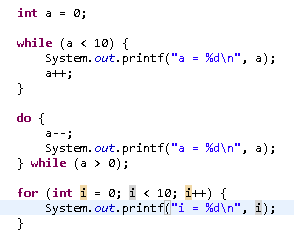 int a = 0;
while (a < 10) {
System.out.printf("a = %d\n", a);
a++;
}
do {
a--;
System.out.printf("a = %d\n", a);
} while (a > 0);
for (int i = 0; i < 10; i++) {
System.out.printf("i = %d\n", i);
}